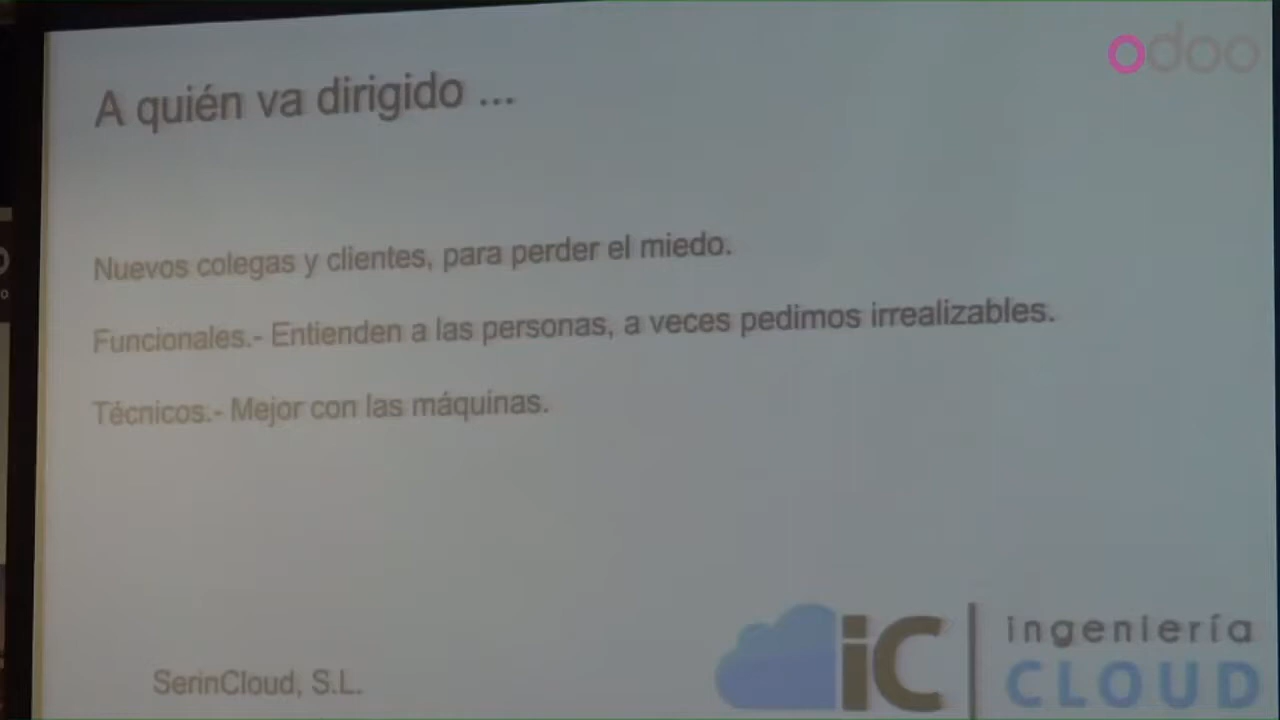 odoo
A quién va dirigido ...
Nuevos colegas y clientes, para perder el miedo.
Funcionales.- Entienden a las personas, a veces pedimos irrealizables.
Técnicos.- Mejor con las máquinas.
SerinCloud, S.L.
iC
ingeniería
CLOUD